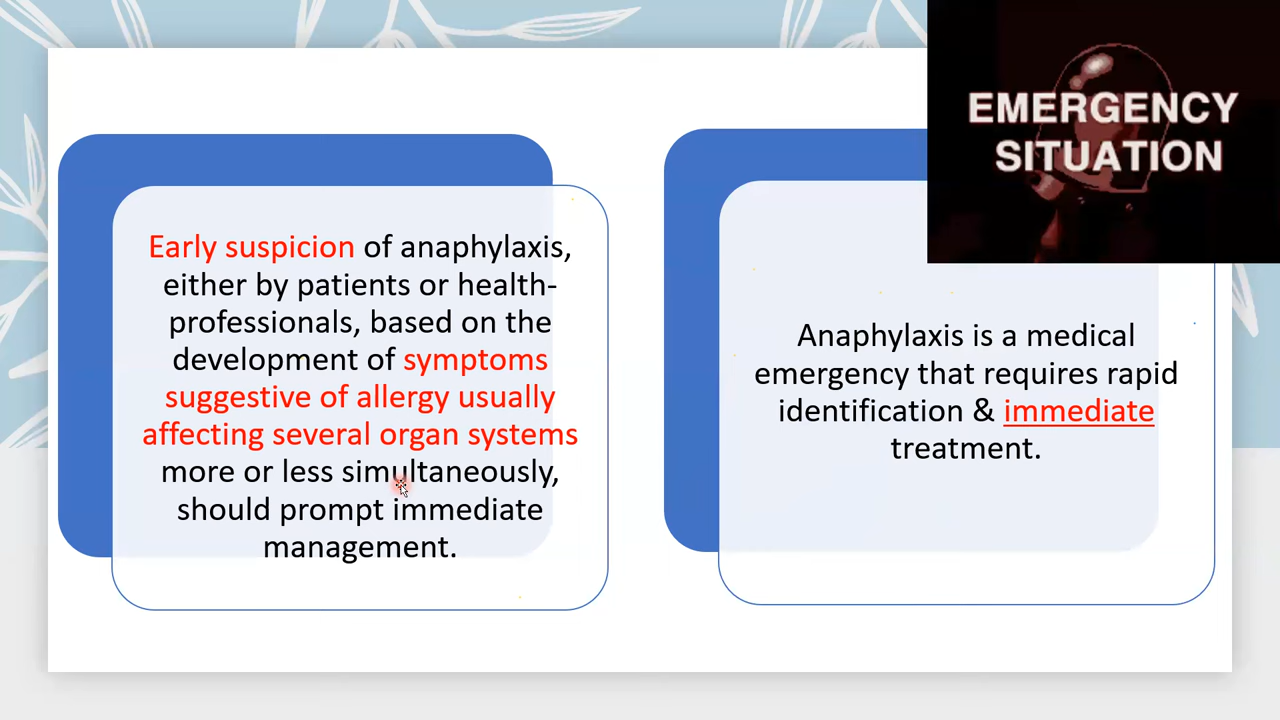 EMERGENCY
SITUATION
Early suspicion of anaphylaxis,
either by patients or health-
professionals, based on the
development of symptoms
suggestive of allergy usually
affecting several organ systems
more or less simultaneously,
should prompt immediate
management.
Anaphylaxis is a medical
emergency that requires rapid
identification & immediate
treatment.